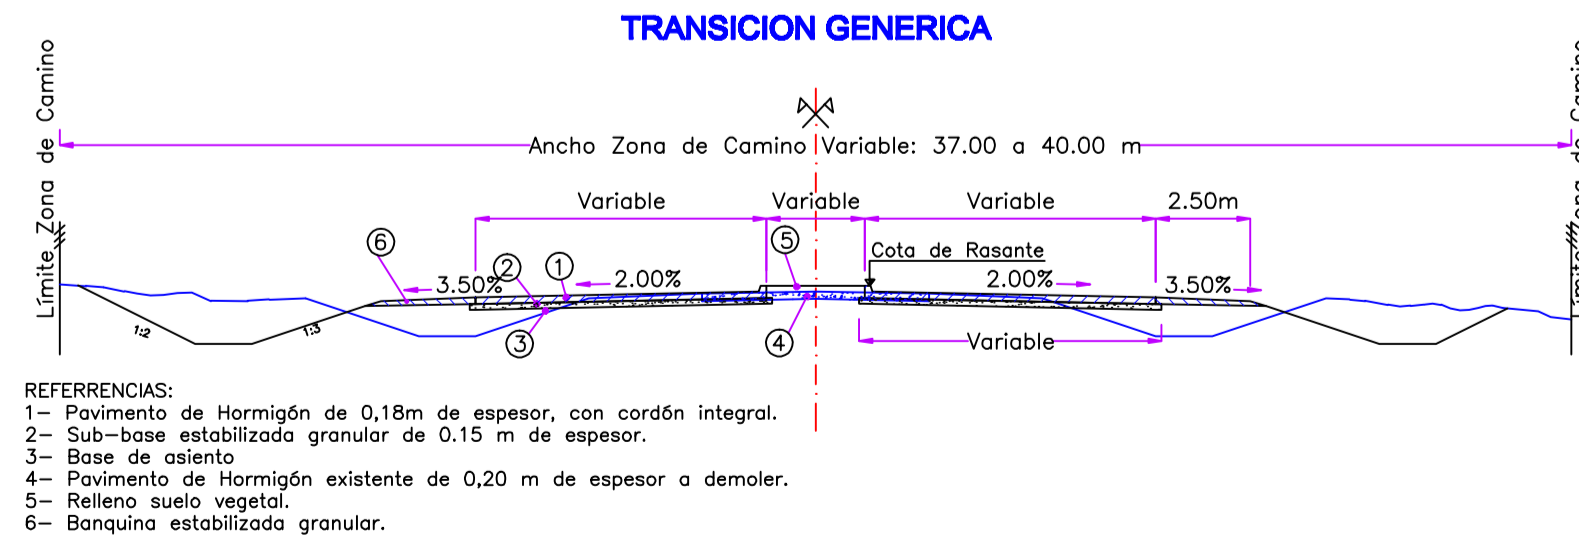 TRANSICION GENERICA
Límite Zona de Camino
Límite Zona de Camino
Ancho Zona de Camino Variable: 37.00 a 40.00 m
Variable
Variable
Variable
2.50m
6
2
1
5
Cota de Rasante
3.50%
2.00%
2.00%
3.50%
1:2
1:3
3
4
Variable
REFERRENCIAS:
1- Pavimento de Hormigón de 0,18m de espesor, con cordón integral.
2- Sub-base estabilizada granular de 0.15 m de espesor.
3- Base de asiento
4- Pavimento de Hormigón existente de 0,20 m de espesor a demoler.
5- Relleno suelo vegetal.
6- Banquina estabilizada granular.